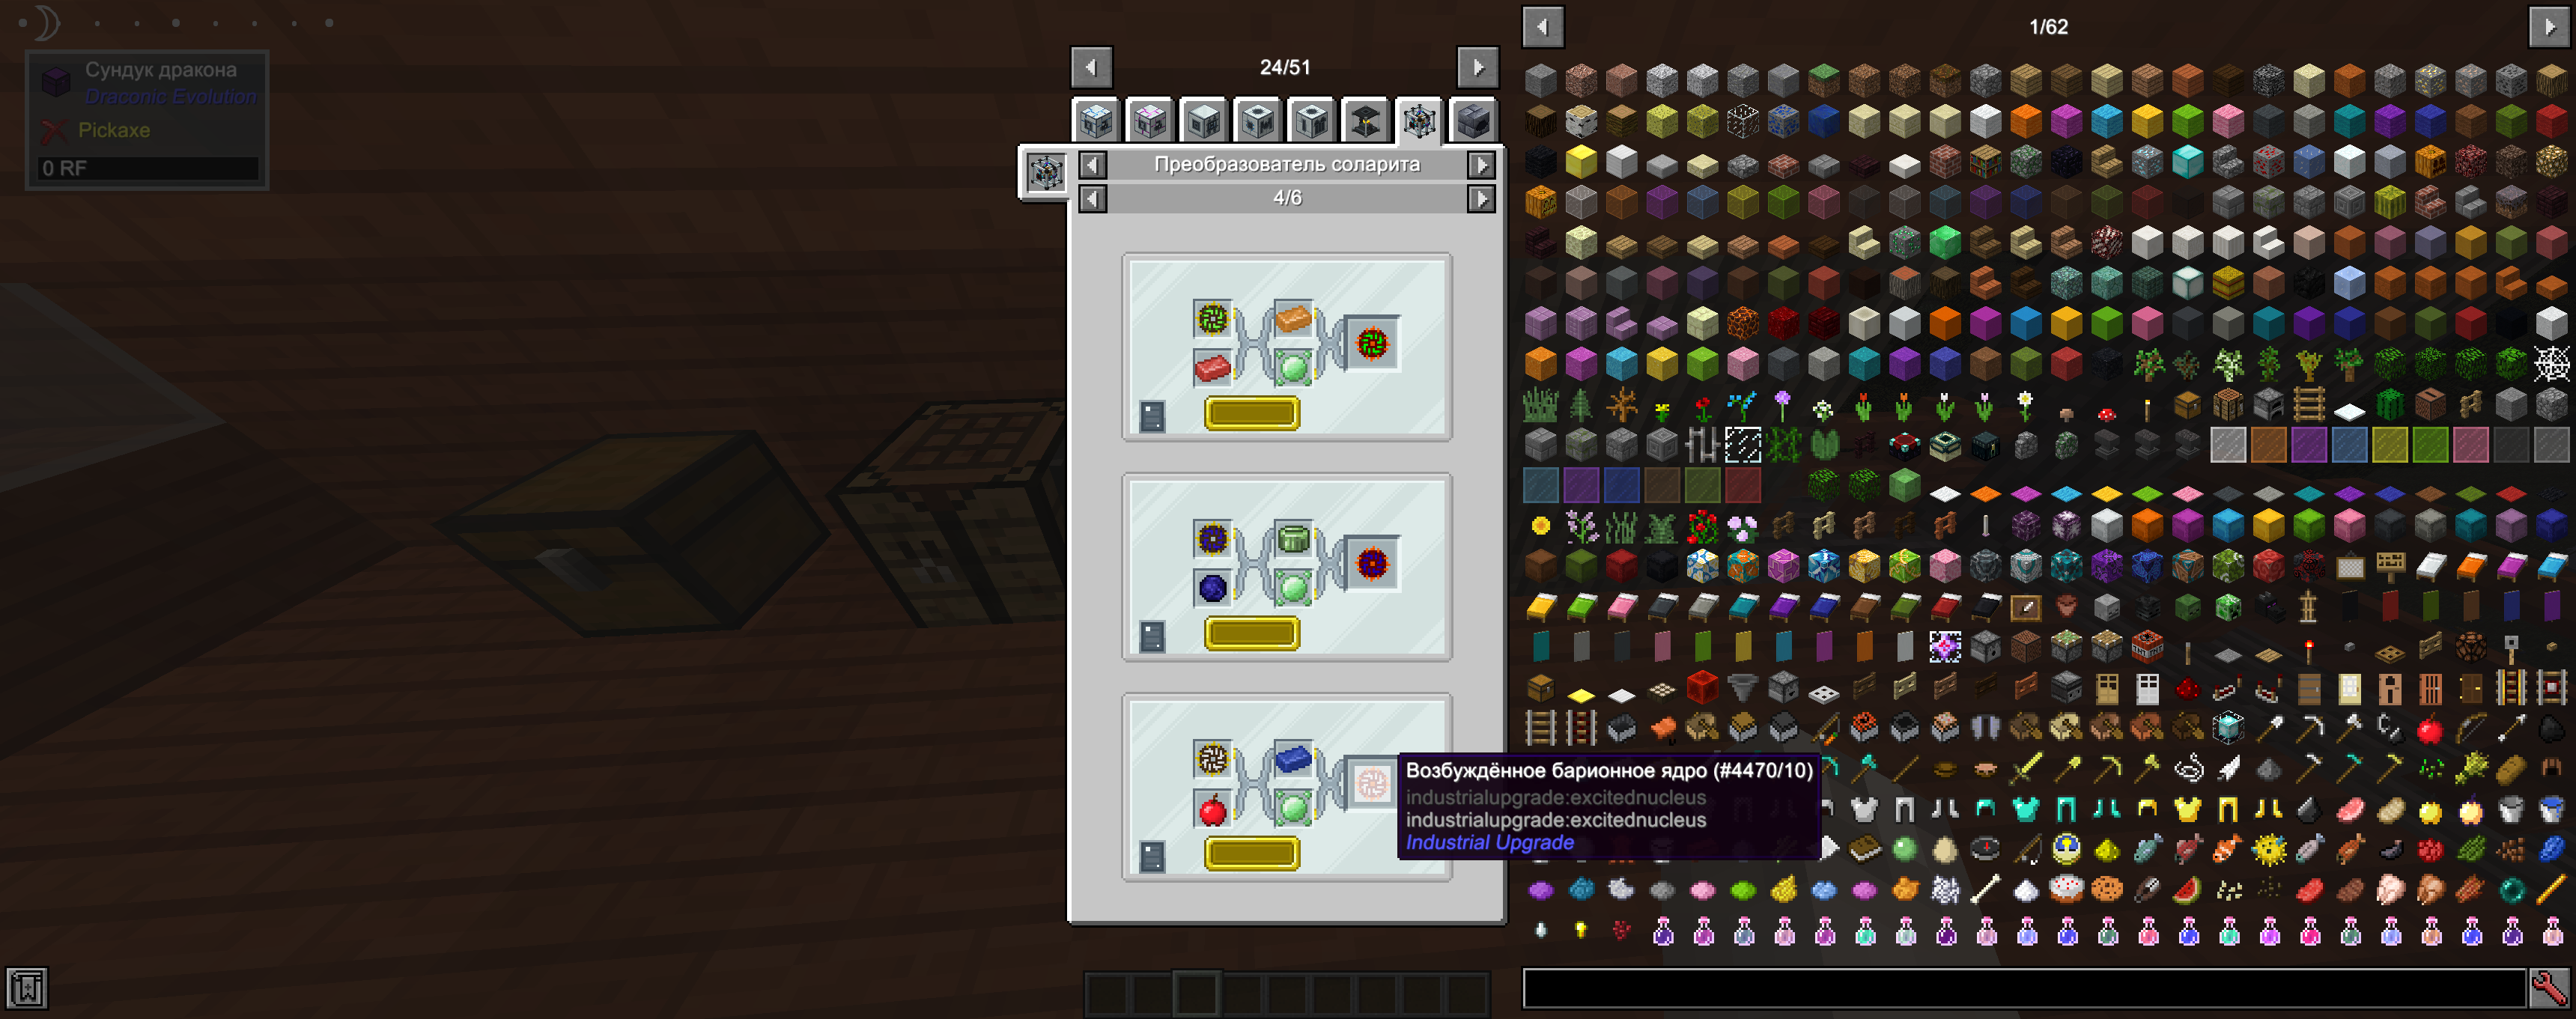 Сундук дракона
Draconic Evolution
Pickaxe
0 RF
24/51
Преобразователь соларита
4/6
1/62
Возбуждённое барионное ядро (#4470/10)
industrialupgrade:excitednucleus
industrialupgrade:excitednucleus
Industrial Upgrade